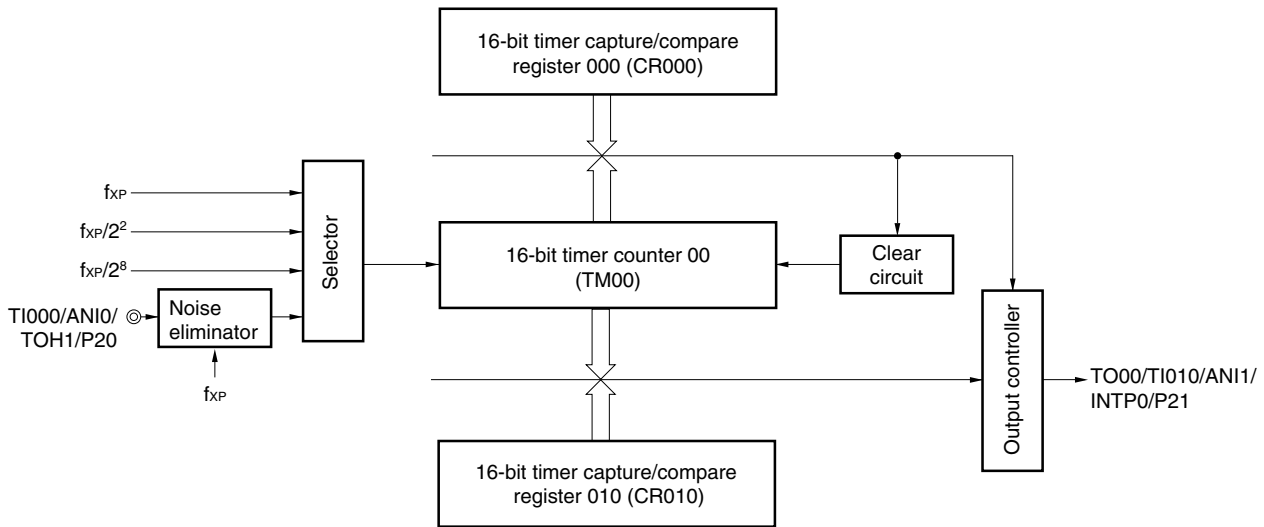 16-bit timer capture/compare
register 000 (CR000)
fXP
fXP/2²
fXP/2⁸
TI000/ANI0/
TOH1/P20
Noise
eliminator
fXP
Selector
16-bit timer counter 00
(TM00)
Clear
circuit
Output controller
TO00/TI010/ANI1/
INTP0/P21
16-bit timer capture/compare
register 010 (CR010)